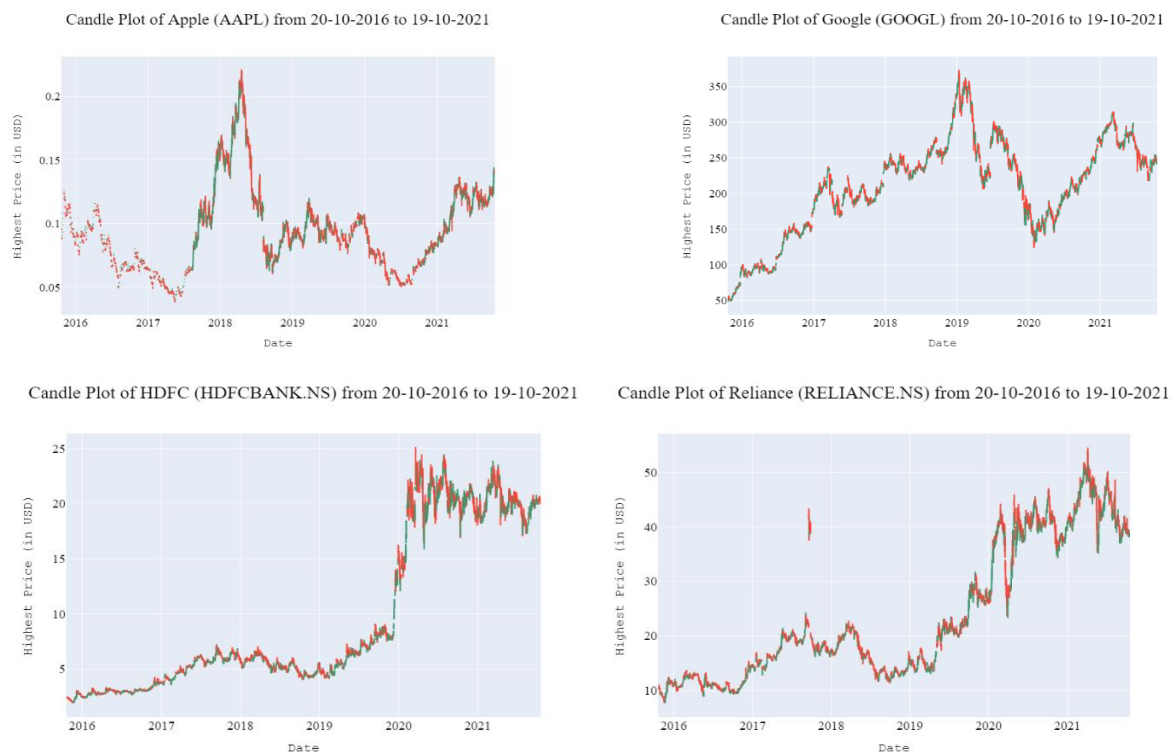 Candle Plot of Apple (AAPL) from 20-10-2016 to 19-10-2021
Highest Price (in USD)
0.2
0.15
0.1
0.05
2016 2017 2018 2019 2020 2021
Date
Candle Plot of Google (GOOGL) from 20-10-2016 to 19-10-2021
Highest Price (in USD)
350
300
250
200
150
100
50
2016 2017 2018 2019 2020 2021
Date
Candle Plot of HDFC (HDFCBANK.NS) from 20-10-2016 to 19-10-2021
Highest Price (in USD)
25
20
15
10
5
2016 2017 2018 2019 2020 2021
Date
Candle Plot of Reliance (RELIANCE.NS) from 20-10-2016 to 19-10-2021
Highest Price (in USD)
50
40
30
20
10
2016 2017 2018 2019 2020 2021
Date